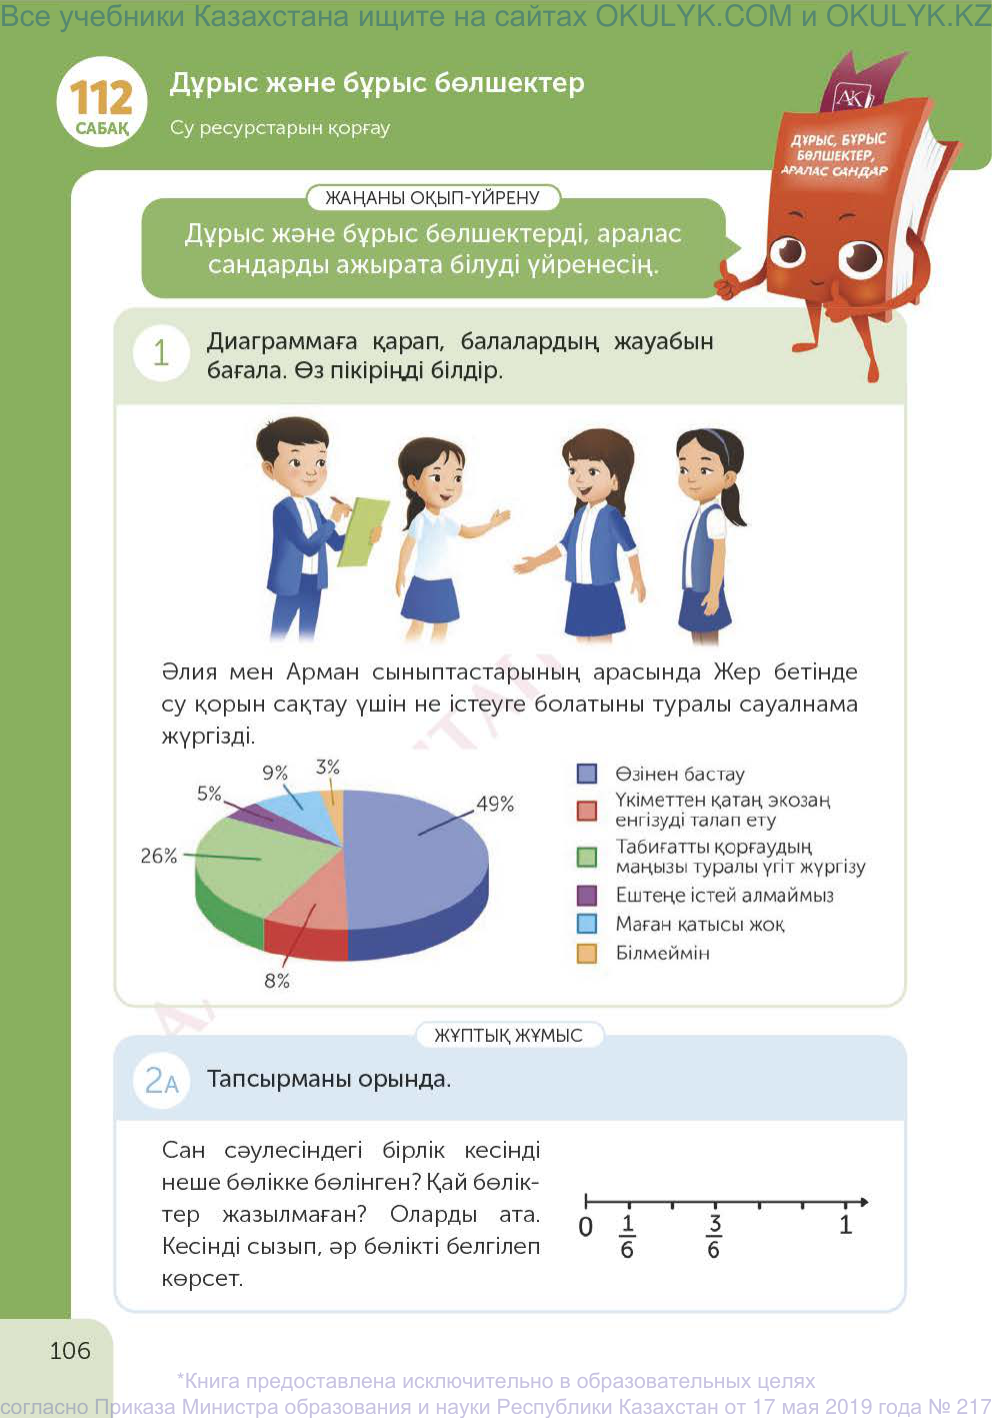 Все учебники Казахстана ищите на сайтах OKULYK.COM и OKULYK.KZ
112
САБАҚ
Дұрыс және бұрыс бөлшектер
Су ресурстарын қорғау
АК
ДҰРЫС, БҰРЫС
БӨЛШЕКТЕР,
АРАЛАС САНДАР
ЖАҢАНЫ ОҚЫП-ҮЙРЕНУ
Дұрыс және бұрыс бөлшектерді, аралас
сандарды ажырата білуді үйренесің.
1
Диаграммаға қарап, балалардың жауабын
бағала. Өз пікіріңді білдір.
Әлия мен Арман сыныптастарының арасында Жер бетінде
су қорын сақтау үшін не істеуге болатыны туралы сауалнама
жүргізді.
9% 3%
5%
49%
26%
8%
Өзінен бастау
Үкіметтен қатаң экозаң
енгізуді талап ету
Табиғатты қорғаудың
маңызы туралы үгіт жүргізу
Ештеңе істей алмаймыз
Маған қатысы жоқ
Білмеймін
ЖҰПТЫҚ ЖҰМЫС
2А
Тапсырманы орында.
Сан сәулесіндегі бірлік кесінді
неше бөлікке бөлінген? Қай бөлік-
тер жазылмаған? Оларды ата.
Кесінді сызып, әр бөлікті белгілеп
көрсет.
0 1/6 3/6 1
106
*Книга предоставлена исключительно в образовательных целях
согласно Приказа Министра образования и науки Республики Казахстан от 17 мая 2019 года № 217